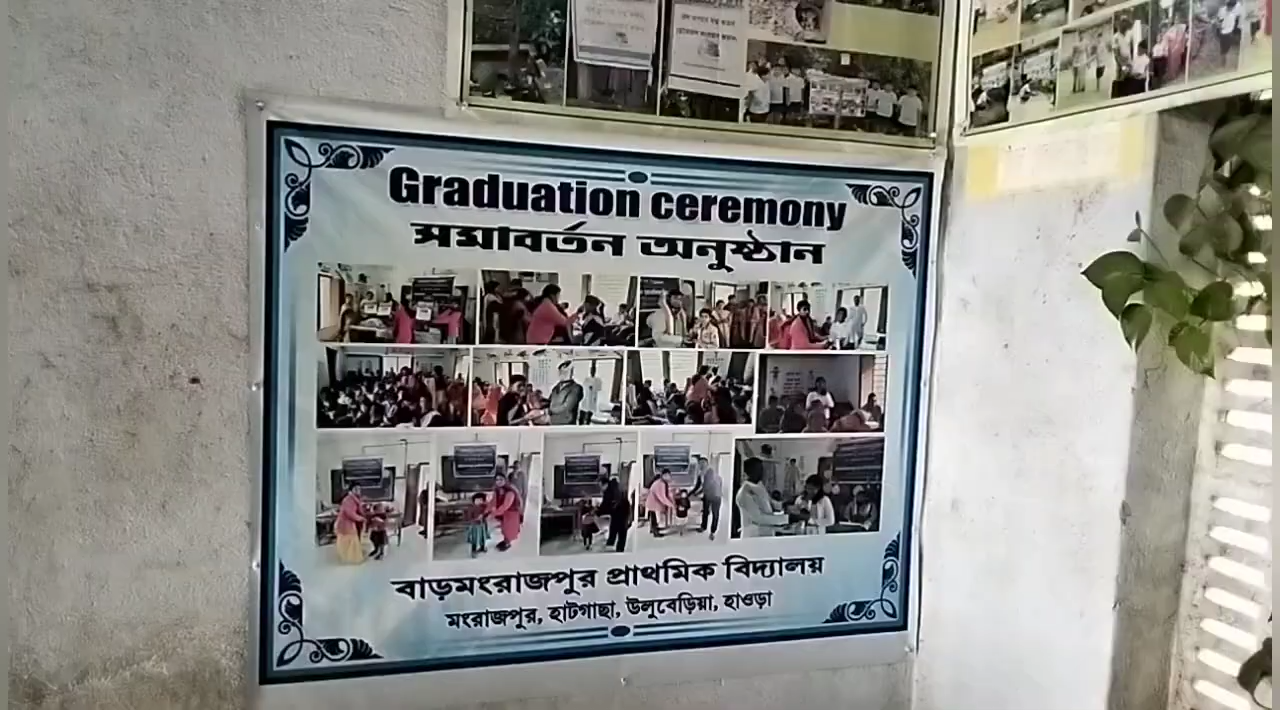 Graduation ceremony
সমাবর্তন অনুষ্ঠান
বাড়মংরাজপুর প্রাথমিক বিদ্যালয়
মংরাজপুর, হাটগাছা, উলুবেড়িয়া, হাওড়া